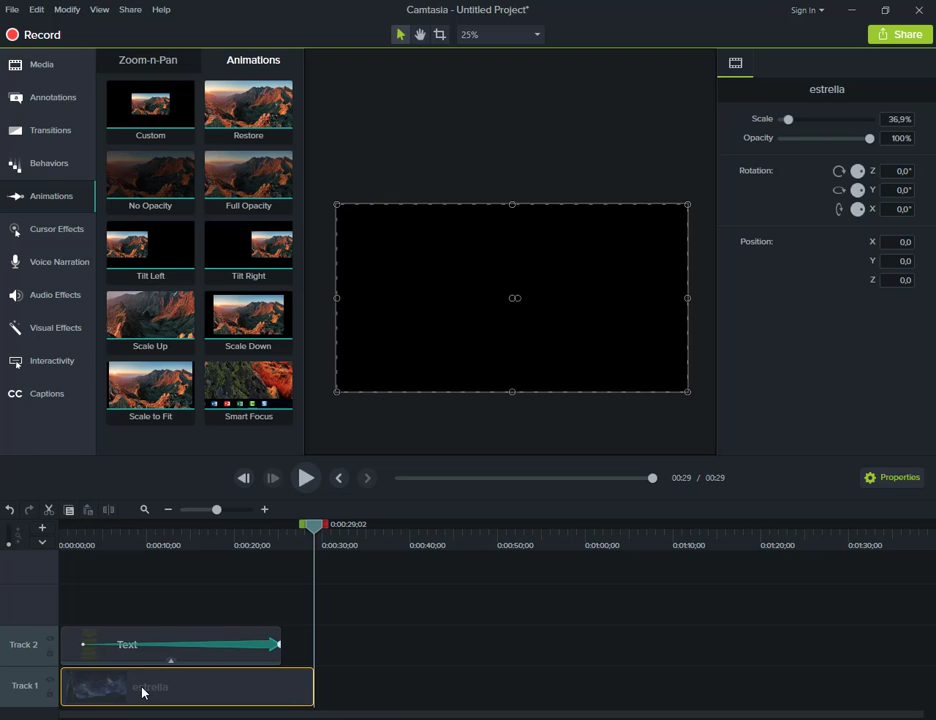 File Edit Modify View Share Help
Camtasia - Untitled Project*
Sign In
Record
25%
Share
Media
Annotations
Transitions
Behaviors
Animations
Cursor Effects
Voice Narration
Audio Effects
Visual Effects
Interactivity
CC Captions
Zoom-n-Pan Animations
Custom Restore
No Opacity Full Opacity
Tilt Left Tilt Right
Scale Up Scale Down
Scale to Fit Smart Focus
estrella
Scale 36,9%
Opacity 100%
Rotation: Z 0,0°
Y 0,0°
X 0,0°
Position: X 0,0
Y 0,0
Z 0,0
00:29 / 00:29
Properties
0:00:29;02
0:00:00;00 0:00:10;00 0:00:20;00 0:00:30;00 0:00:40;00 0:00:50;00 0:01:00;00 0:01:10;00 0:01:20;00 0:01:30;00
Track 2 Text
Track 1 estrella